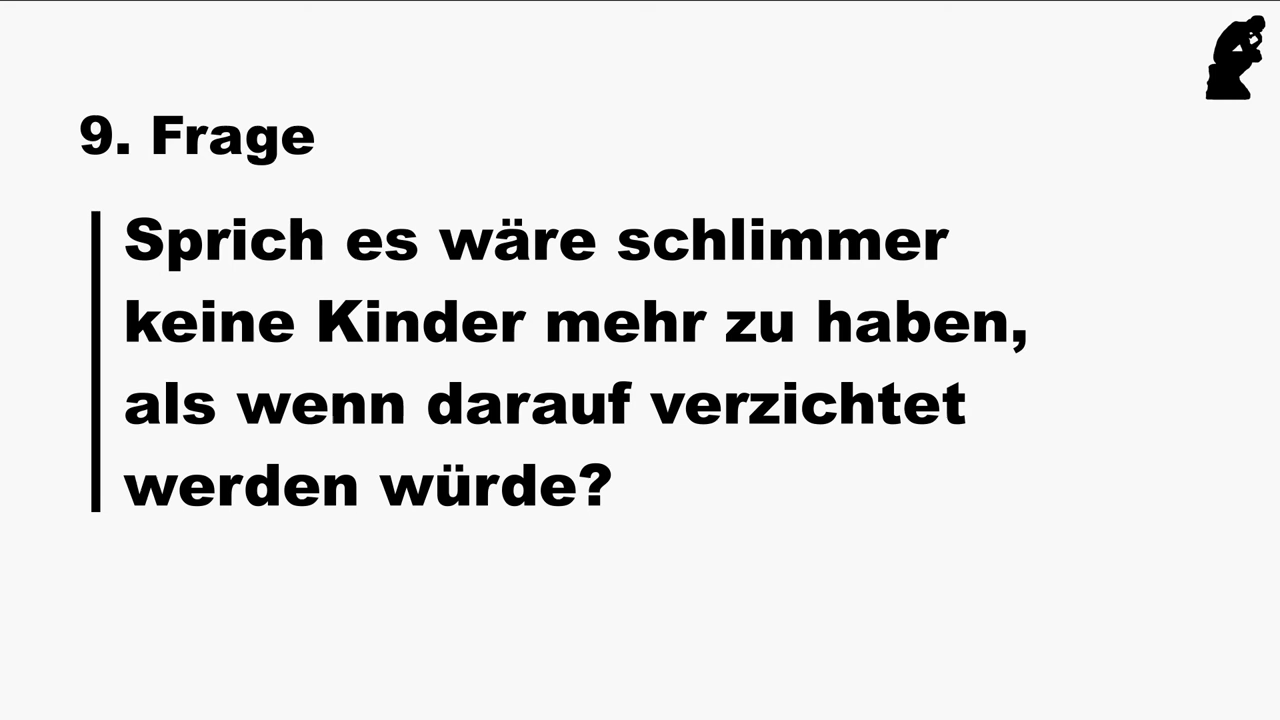 9. Frage
Sprich es wäre schlimmer
keine Kinder mehr zu haben,
als wenn darauf verzichtet
werden würde?